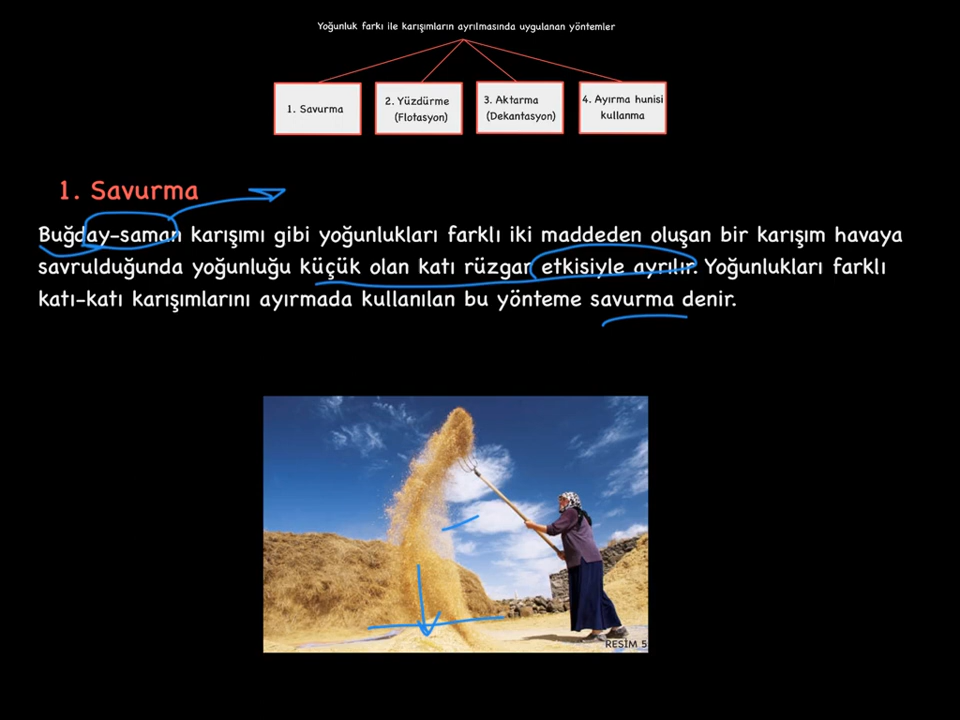 Yoğunluk farkı ile karışımların ayrılmasında uygulanan yöntemler
1. Savurma
2. Yüzdürme
(Flotasyon)
3. Aktarma
(Dekantasyon)
4. Ayırma hunisi
kullanma
1. Savurma
Buğday-saman karışımı gibi yoğunlukları farklı iki maddeden oluşan bir karışım havaya
savrulduğunda yoğunluğu küçük olan katı rüzgar etkisiyle ayrılır. Yoğunlukları farklı
katı-katı karışımlarını ayırmada kullanılan bu yönteme savurma denir.
RESİM 5